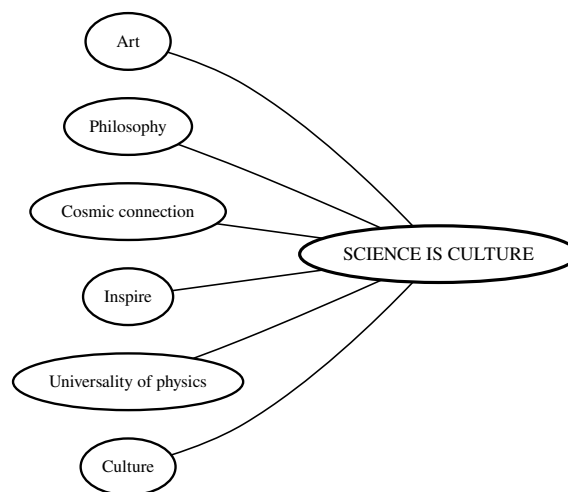 Art
Philosophy
Cosmic connection
SCIENCE IS CULTURE
Inspire
Universality of physics
Culture